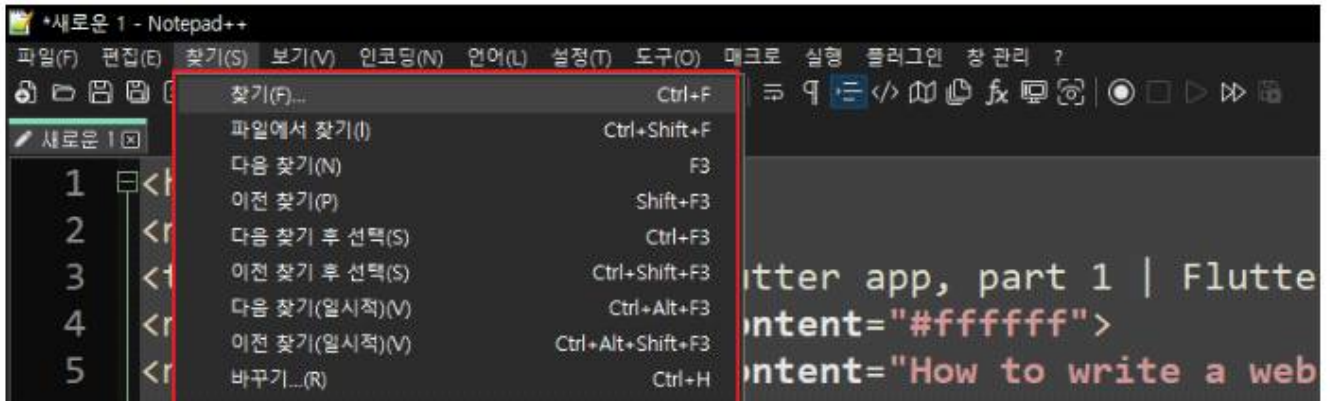 *새로운 1 - Notepad++
파일(F) 편집(E) 찾기(S) 보기(V) 인코딩(N) 언어(L) 설정(T) 도구(O) 매크로 실행 플러그인 창 관리 ?
새로운 1
찾기(F)... Ctrl+F
파일에서 찾기(I) Ctrl+Shift+F
다음 찾기(N) F3
이전 찾기(P) Shift+F3
다음 찾기 후 선택(S) Ctrl+F3
이전 찾기 후 선택(S) Ctrl+Shift+F3
다음 찾기(일시적)(V) Ctrl+Alt+F3
이전 찾기(일시적)(V) Ctrl+Alt+Shift+F3
바꾸기...(R) Ctrl+H
1 <h
2 <
3 <t tter app, part 1 | Flutte
4 < ontent="#ffffff">
5 < ontent="How to write a web